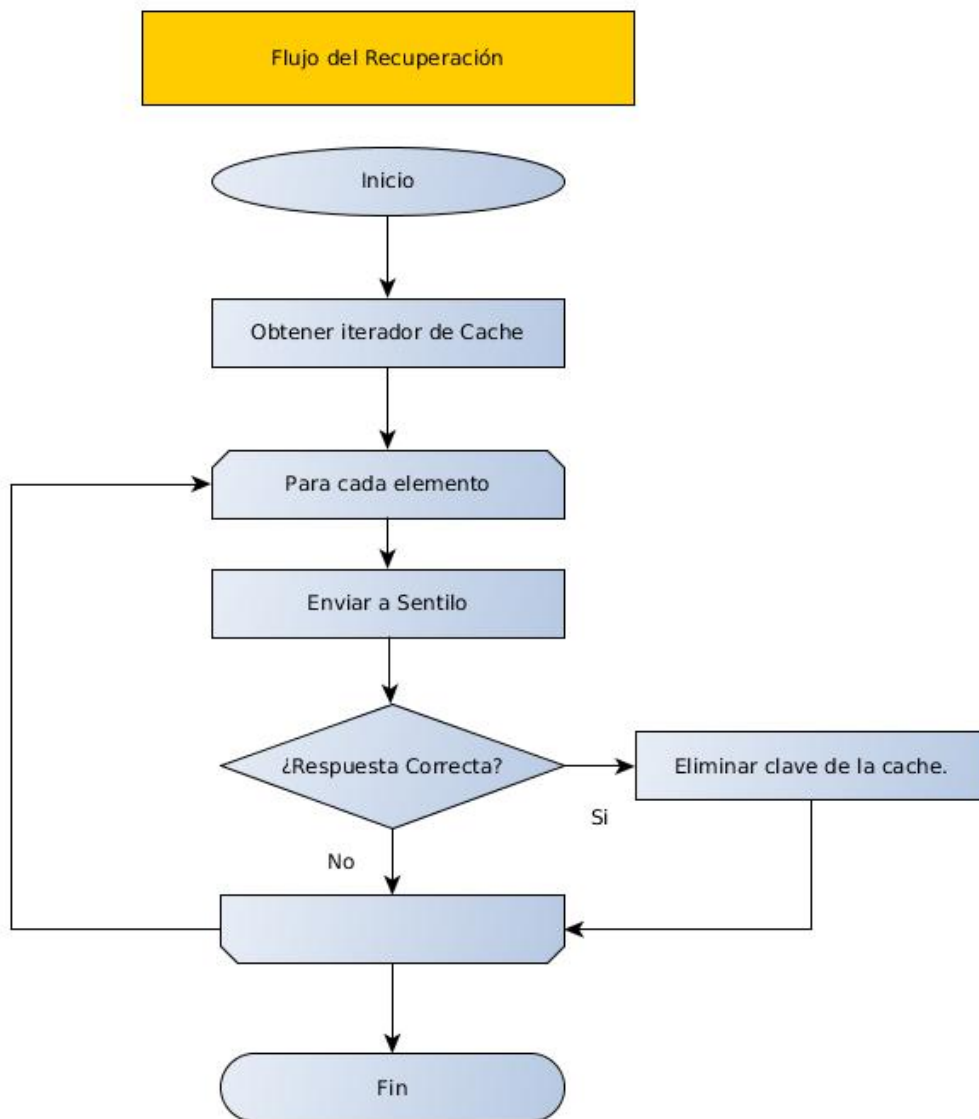 Flujo del Recuperación
Inicio
Obtener iterador de Cache
Para cada elemento
Enviar a Sentilo
¿Respuesta Correcta?
Eliminar clave de la cache.
Si
No
Fin